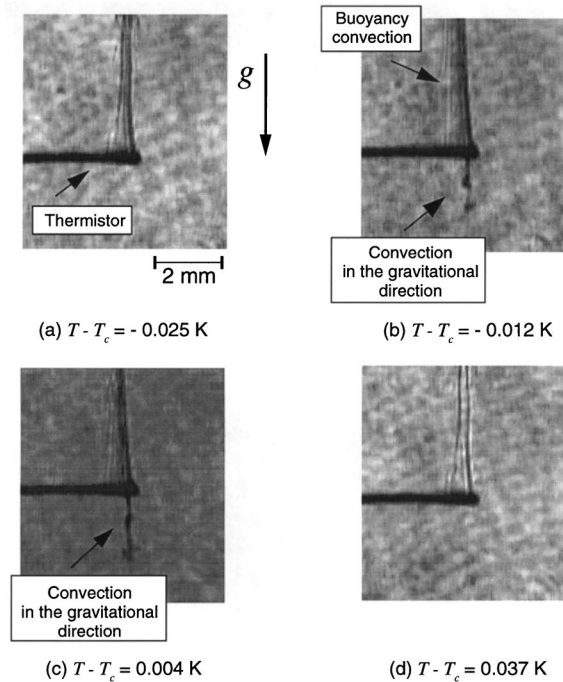 Buoyancy
convection
g
Thermistor
2 mm
Convection
in the gravitational
direction
(a) T - Tc = - 0.025 K
(b) T - Tc = - 0.012 K
Convection
in the gravitational
direction
(c) T - Tc = 0.004 K
(d) T - Tc = 0.037 K